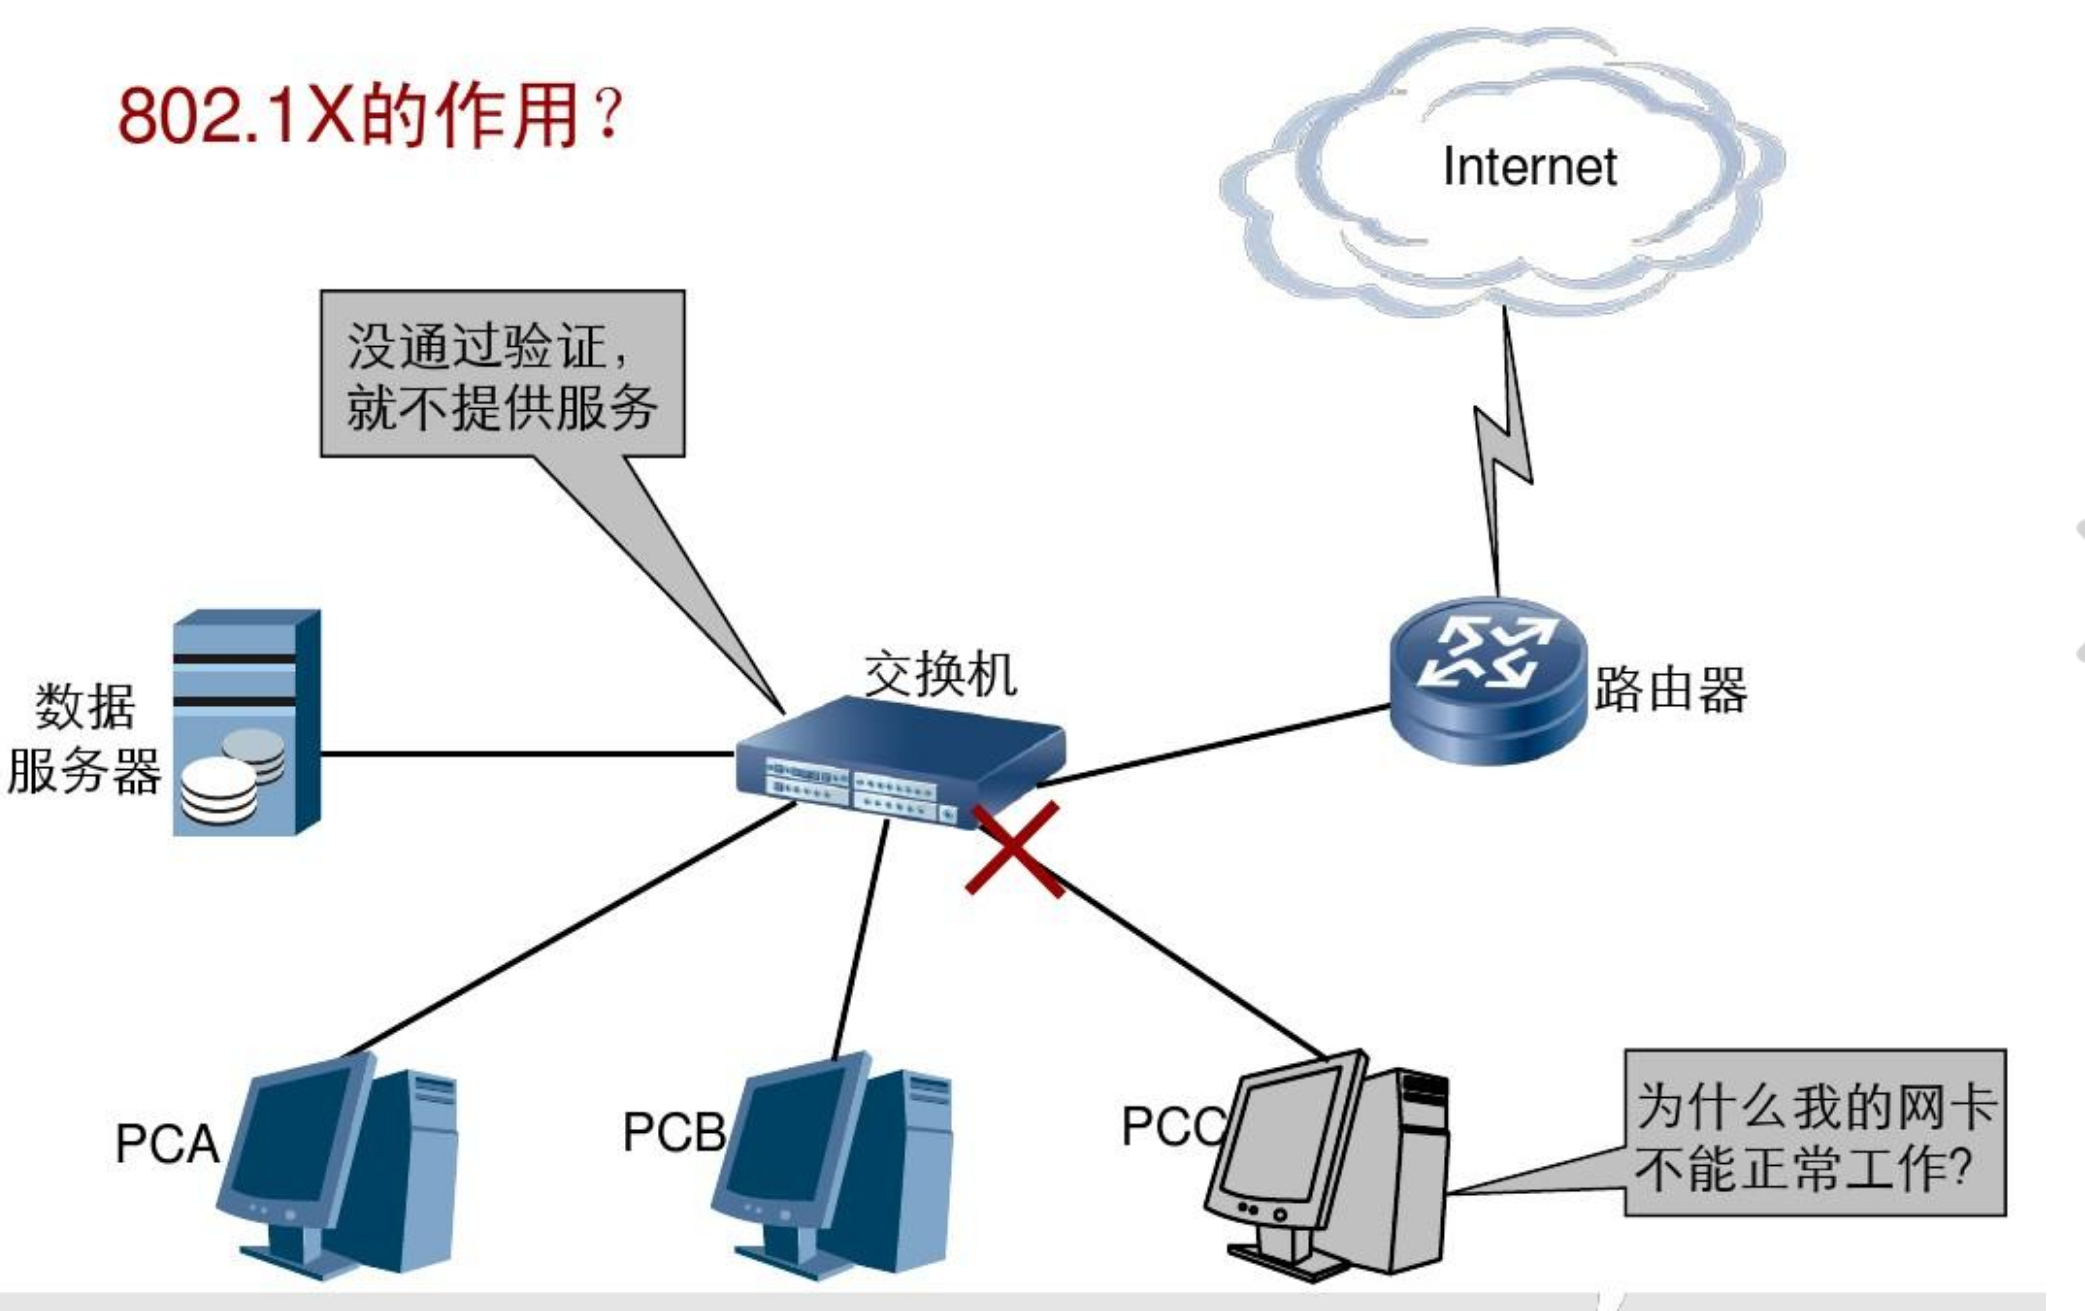 802.1X的作用？
Internet
没通过验证，
就不提供服务
交换机
路由器
数据
服务器
PCA
PCB
PCC
为什么我的网卡
不能正常工作?